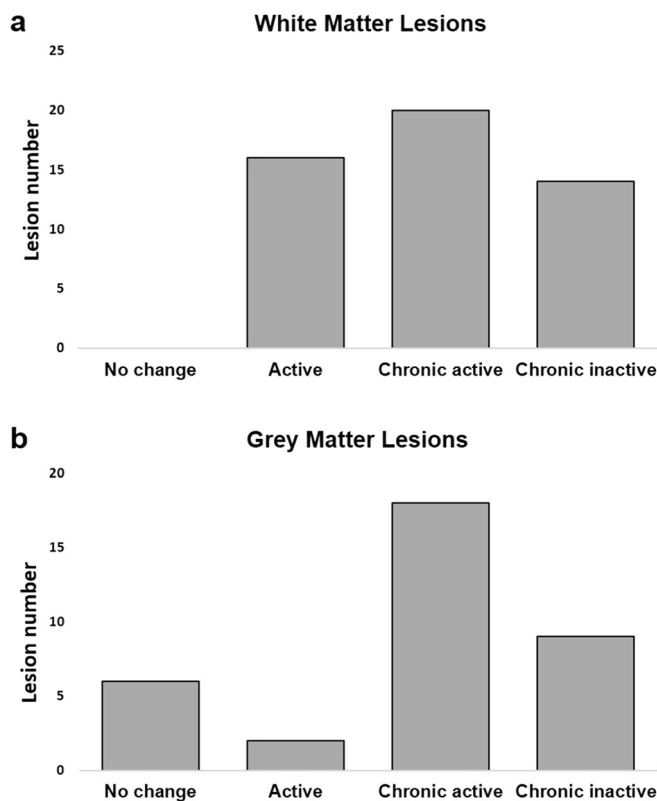 a
White Matter Lesions
25
20
15
10
5
0
Lesion number
No change Active Chronic active Chronic inactive
b
Grey Matter Lesions
20
15
10
5
0
Lesion number
No change Active Chronic active Chronic inactive